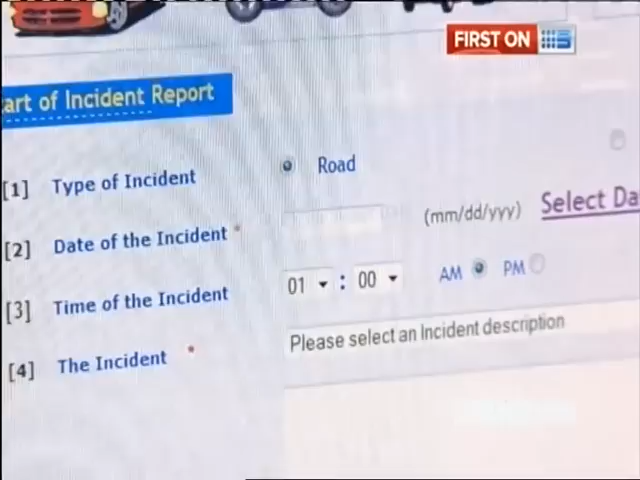 FIRST ON 9
art of Incident Report
[1] Type of Incident Road
[2] Date of the Incident * (mm/dd/yyy) Select Da
[3] Time of the Incident 01 : 00 AM PM
[4] The Incident * Please select an Incident description